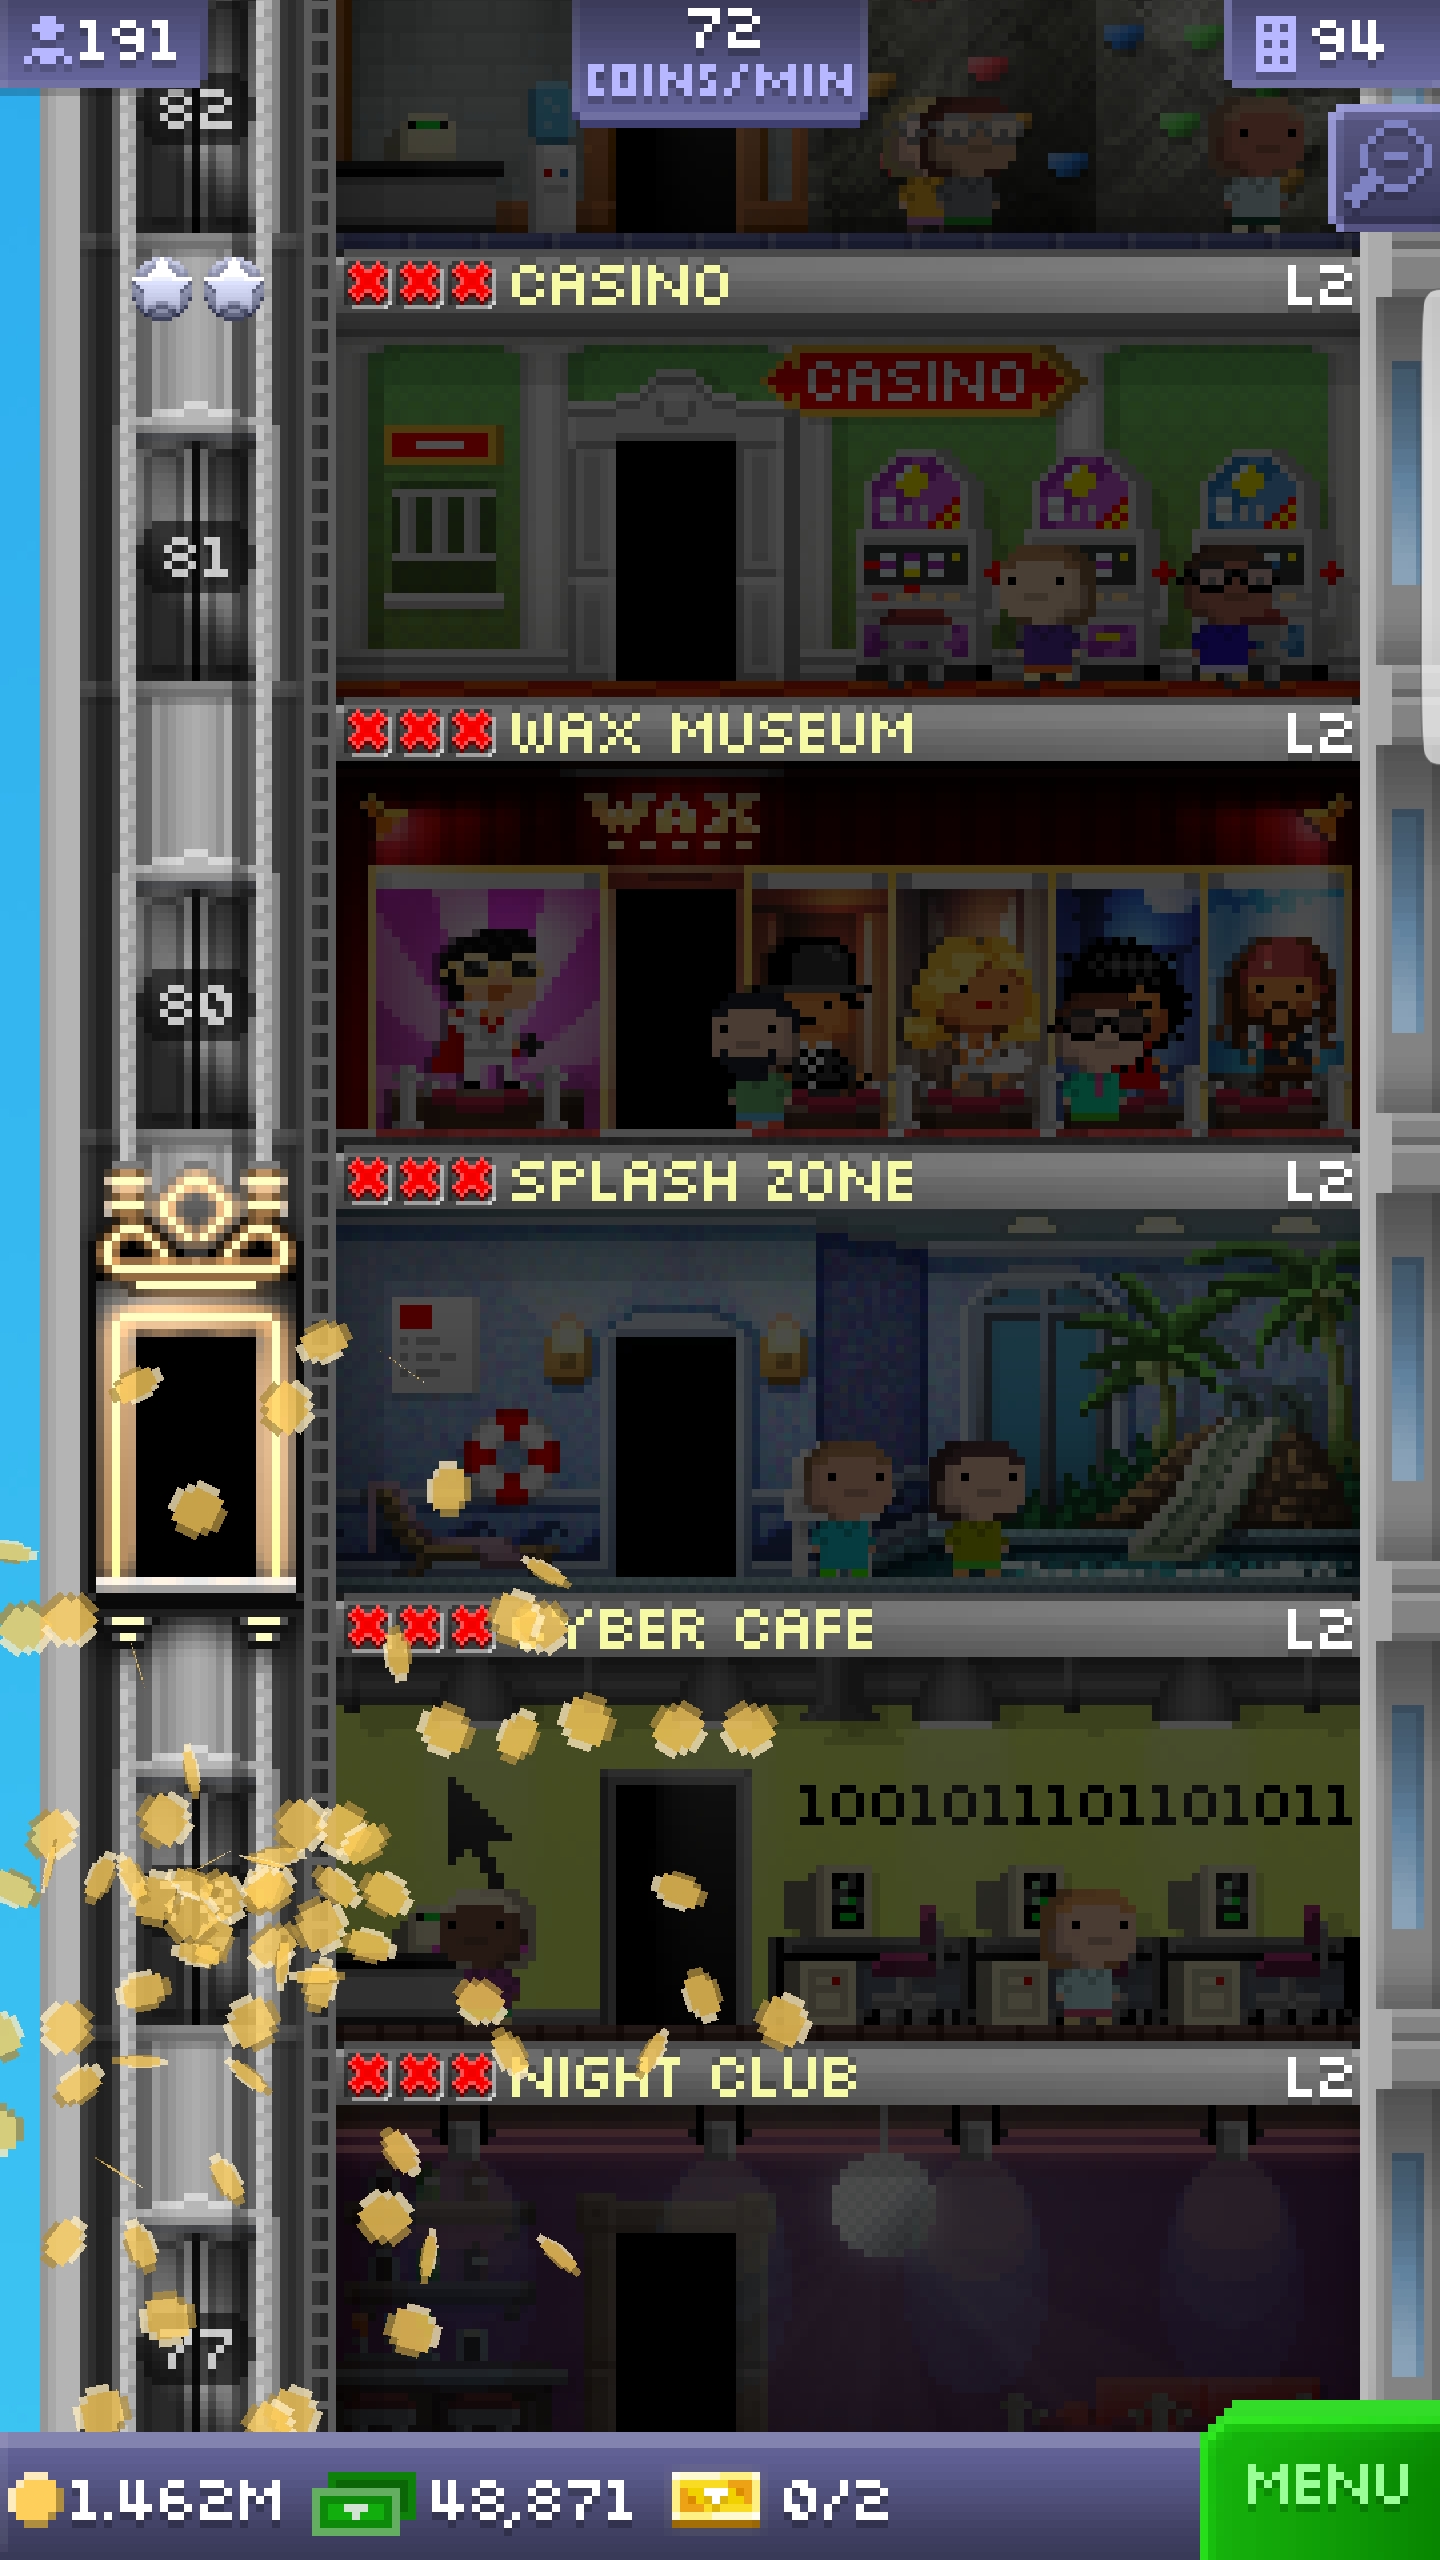 191
72
COINS/MIN
94
82
CASINO L2
CASINO
81
WAX MUSEUM L2
WAX
80
SPLASH ZONE L2
YBER CAFE L2
1001011101101011
NIGHT CLUB L2
77
1.462M 48,871 0/2
MENU